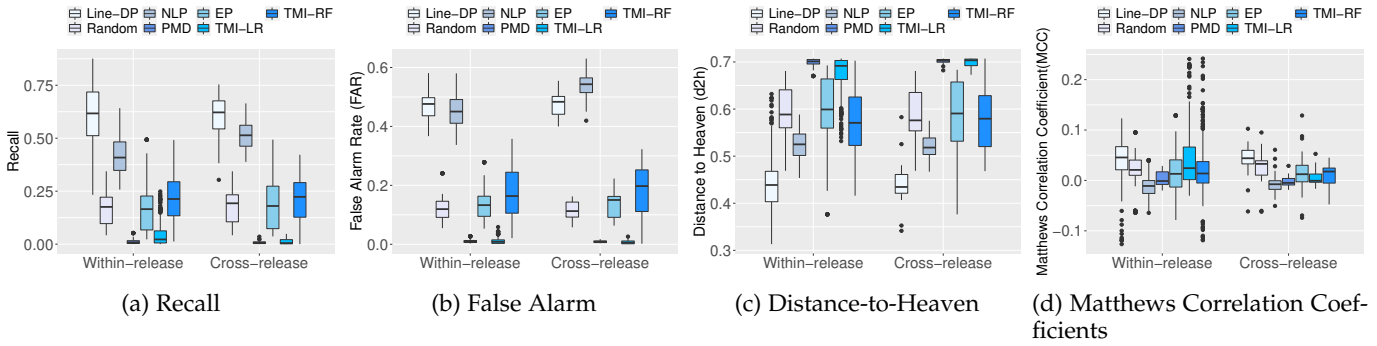 Line−DP NLP EP TMI−RF
Random PMD TMI−LR
Recall
0.75
0.50
0.25
0.00
Within−release Cross−release
(a) Recall
Line−DP NLP EP TMI−RF
Random PMD TMI−LR
False Alarm Rate (FAR)
0.6
0.4
0.2
0.0
Within−release Cross−release
(b) False Alarm
Line−DP NLP EP TMI−RF
Random PMD TMI−LR
Distance to Heaven (d2h)
0.7
0.6
0.5
0.4
0.3
Within−release Cross−release
(c) Distance-to-Heaven
Line−DP NLP EP TMI−RF
Random PMD TMI−LR
Matthews Correlation Coefficient(MCC)
0.2
0.1
0.0
−0.1
Within−release Cross−release
(d) Matthews Correlation Coef-
ficients